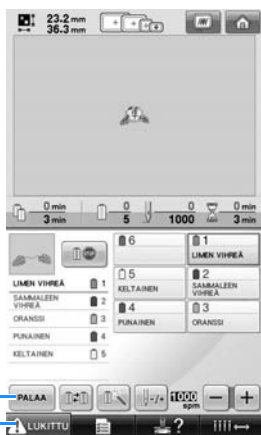 23.2 mm
36.3 mm
0 min
3 min
0
5
0
1000
0 min
3 min
6
1
LIMEN VIHREÄ
5
KELTAINEN
2
SAMMALEEN
VIHREÄ
4
PUNAINEN
3
ORANSSI
LIMEN VIHREÄ 1
SAMMALEEN
VIHREÄ 2
ORANSSI 3
PUNAINEN 4
KELTAINEN 5
PALAA
-/+
1000
spm
− +
LUKITTU
?